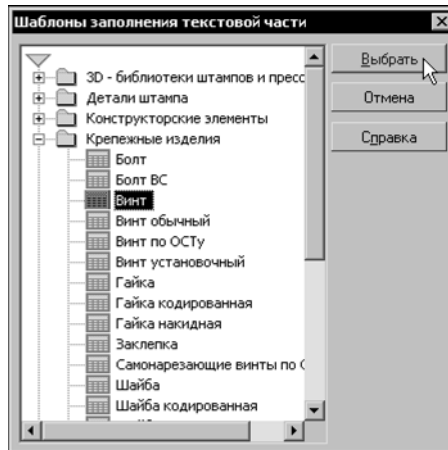 Шаблоны заполнения текстовой части
3D - библиотеки штампов и пресс
Детали штампа
Конструкторские элементы
Крепежные изделия
Болт
Болт ВС
Винт
Винт обычный
Винт по ОСТу
Винт установочный
Гайка
Гайка кодированная
Гайка накидная
Заклепка
Самонарезающие винты по
Шайба
Шайба кодированная
Выбрать
Отмена
Справка